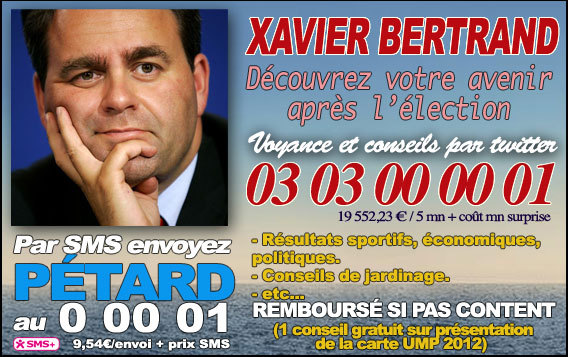 XAVIER BERTRAND
Découvrez votre avenir
après l'élection
Voyance et conseils par twitter
03 03 00 00 01
19 552,23 € / 5 mn + coût mn surprise
Par SMS envoyez
PÉTARD
au 0 00 01
SMS+ 9,54€/envoi + prix SMS
- Résultats sportifs, économiques,
politiques.
- Conseils de jardinage.
- etc...
REMBOURSÉ SI PAS CONTENT
(1 conseil gratuit sur présentation
de la carte UMP 2012)